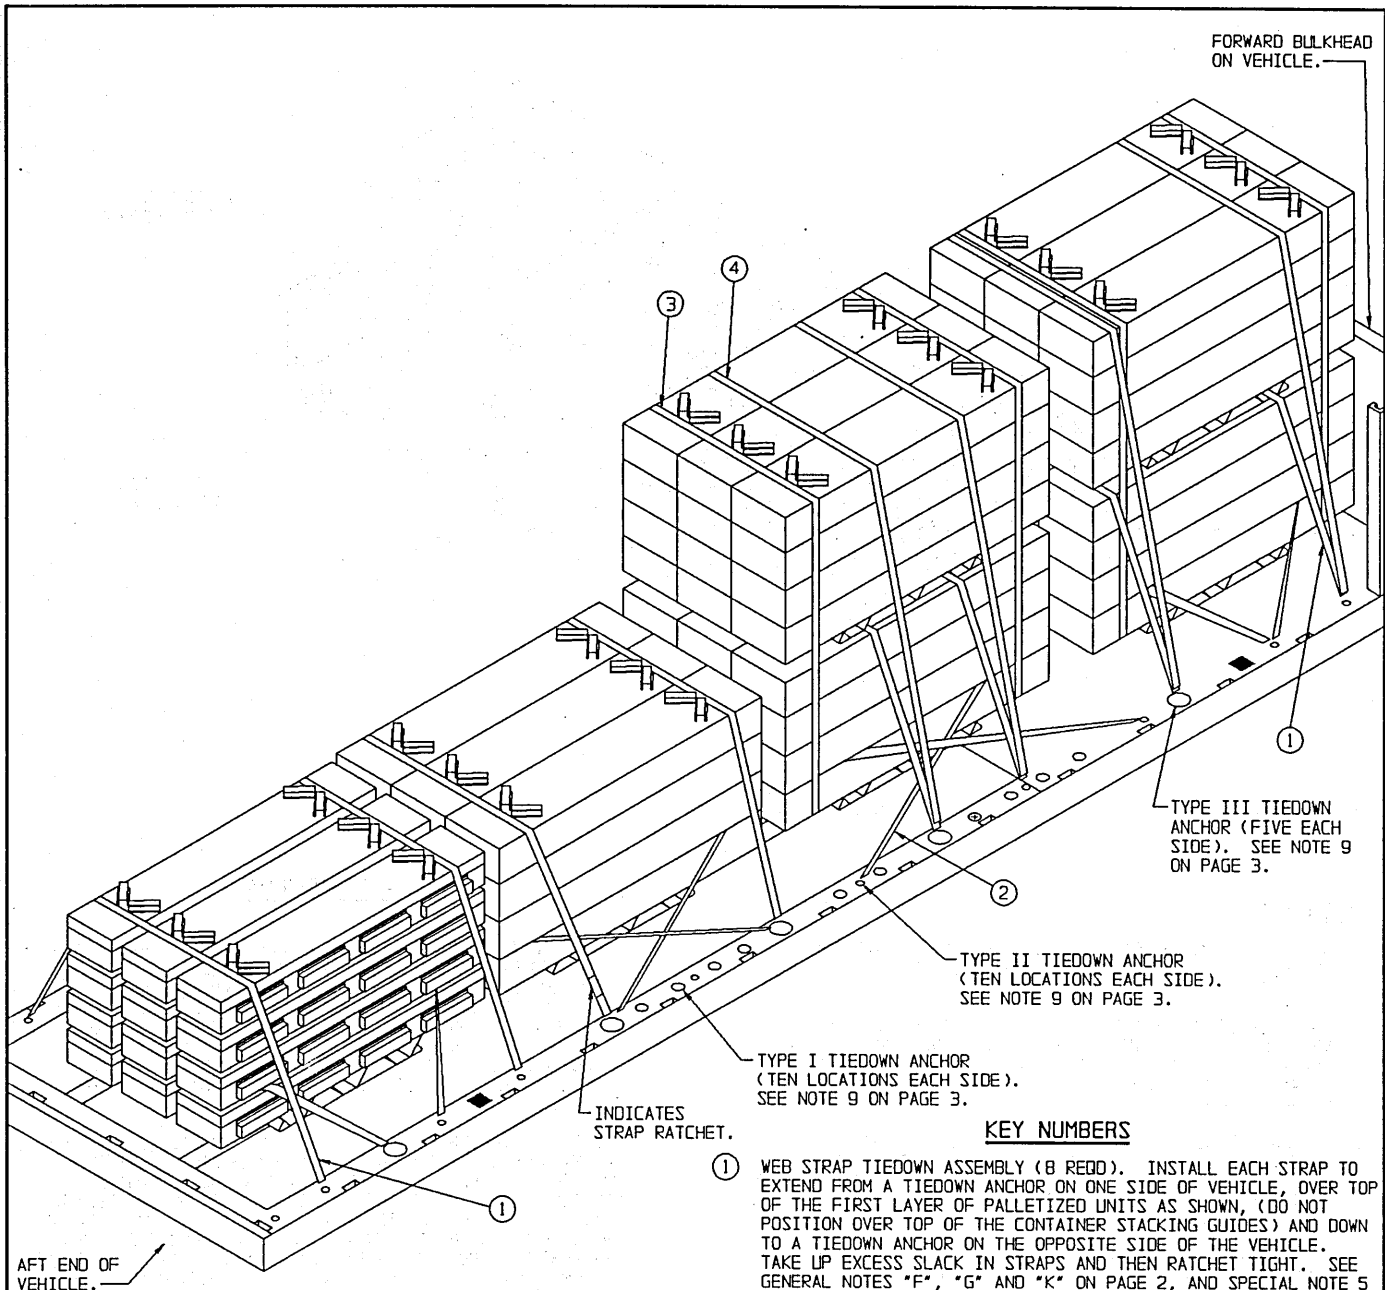 FORWARD BULKHEAD
ON VEHICLE.
4
3
1
TYPE III TIEDOWN
ANCHOR (FIVE EACH
SIDE). SEE NOTE 9
ON PAGE 3.
2
TYPE II TIEDOWN ANCHOR
(TEN LOCATIONS EACH SIDE).
SEE NOTE 9 ON PAGE 3.
TYPE I TIEDOWN ANCHOR
(TEN LOCATIONS EACH SIDE).
SEE NOTE 9 ON PAGE 3.
INDICATES
STRAP RATCHET.
1
AFT END OF
VEHICLE.
KEY NUMBERS
1 WEB STRAP TIEDOWN ASSEMBLY (8 REQD). INSTALL EACH STRAP TO
EXTEND FROM A TIEDOWN ANCHOR ON ONE SIDE OF VEHICLE, OVER TOP
OF THE FIRST LAYER OF PALLETIZED UNITS AS SHOWN, (DO NOT
POSITION OVER TOP OF THE CONTAINER STACKING GUIDES) AND DOWN
TO A TIEDOWN ANCHOR ON THE OPPOSITE SIDE OF THE VEHICLE.
TAKE UP EXCESS SLACK IN STRAPS AND THEN RATCHET TIGHT. SEE
GENERAL NOTES "F", "G" AND "K" ON PAGE 2, AND SPECIAL NOTE 5